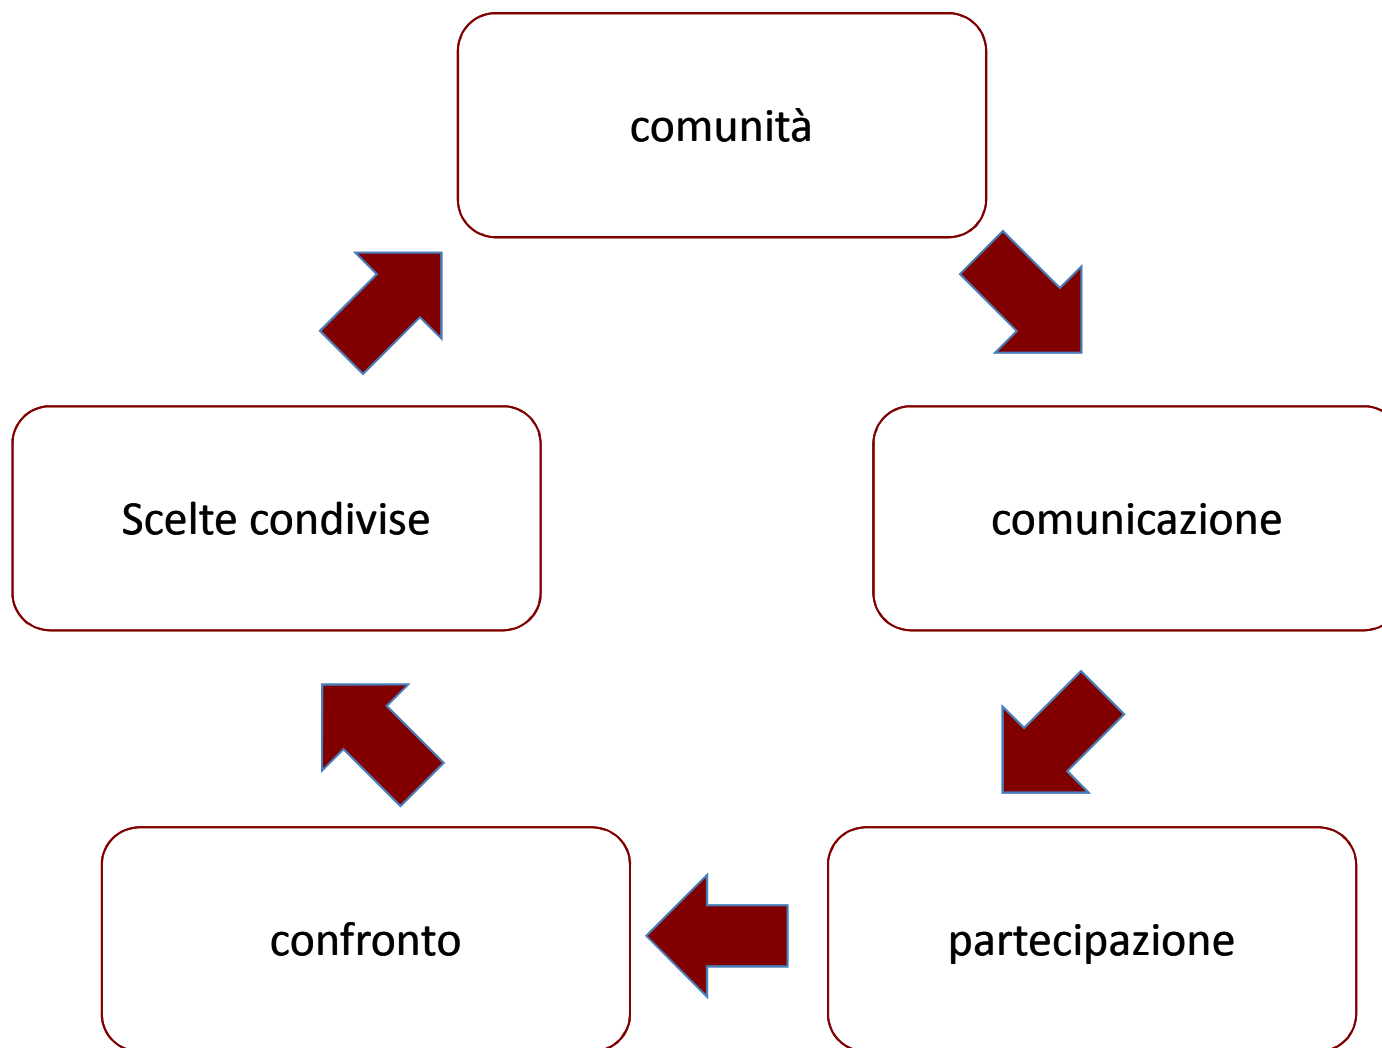 comunità
Scelte condivise
comunicazione
confronto
partecipazione